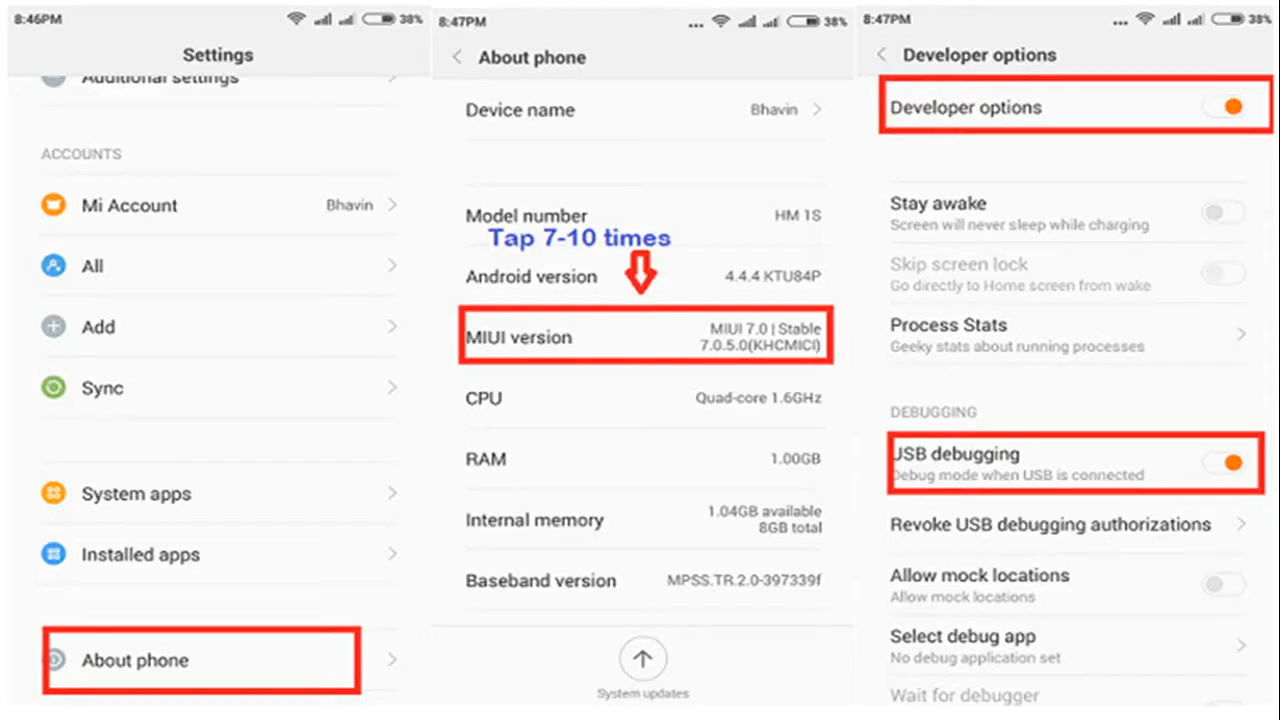 8:46PM
38%
Settings
Additional settings
ACCOUNTS
Mi Account
Bhavin
All
Add
Sync
System apps
Installed apps
About phone
8:47PM
38%
About phone
Device name
Bhavin
Model number
HM 1S
Tap 7-10 times
Android version
4.4.4 KTU84P
MIUI version
MIUI 7.0 | Stable
7.0.5.0(KHCMICI)
CPU
Quad-core 1.6GHz
RAM
1.00GB
Internal memory
1.04GB available
8GB total
Baseband version
MPSS.TR.2.0-397339f
System updates
8:47PM
38%
Developer options
Developer options
Stay awake
Screen will never sleep while charging
Skip screen lock
Go directly to Home screen from wake
Process Stats
Geeky stats about running processes
DEBUGGING
USB debugging
Debug mode when USB is connected
Revoke USB debugging authorizations
Allow mock locations
Allow mock locations
Select debug app
No debug application set
Wait for debugger